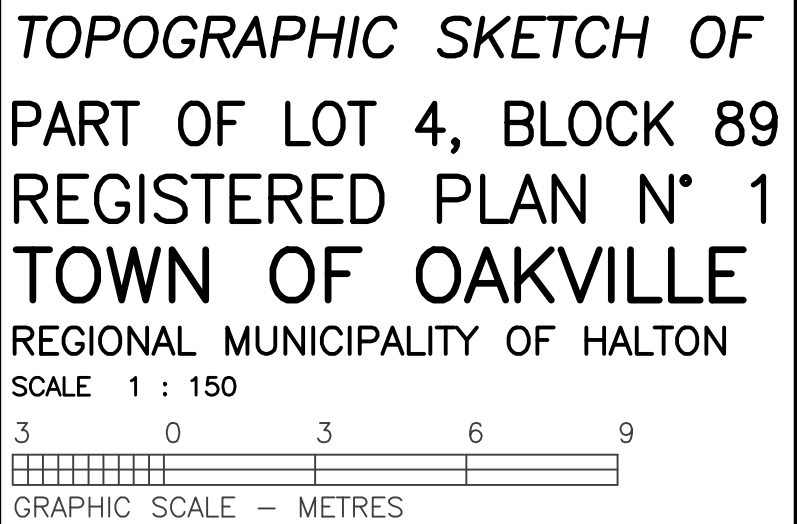 TOPOGRAPHIC SKETCH OF
PART OF LOT 4, BLOCK 89
REGISTERED PLAN N° 1
TOWN OF OAKVILLE
REGIONAL MUNICIPALITY OF HALTON
SCALE 1 : 150
3 0 3 6 9
GRAPHIC SCALE – METRES